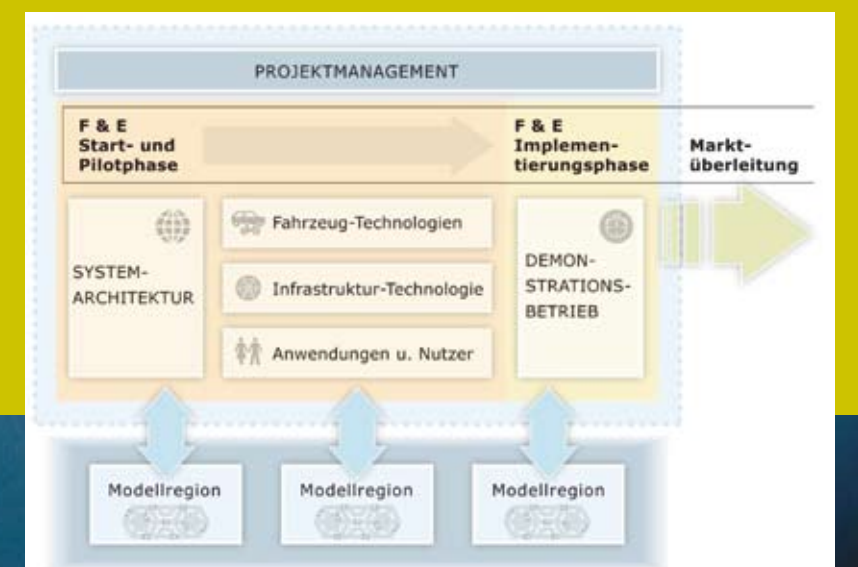 PROJEKTMANAGEMENT
F & E
Start- und
Pilotphase
F & E
Implemen-
tierungsphase
Markt-
überleitung
SYSTEM-
ARCHITEKTUR
Fahrzeug-Technologien
Infrastruktur-Technologie
Anwendungen u. Nutzer
DEMON-
STRATIONS-
BETRIEB
Modellregion
Modellregion
Modellregion